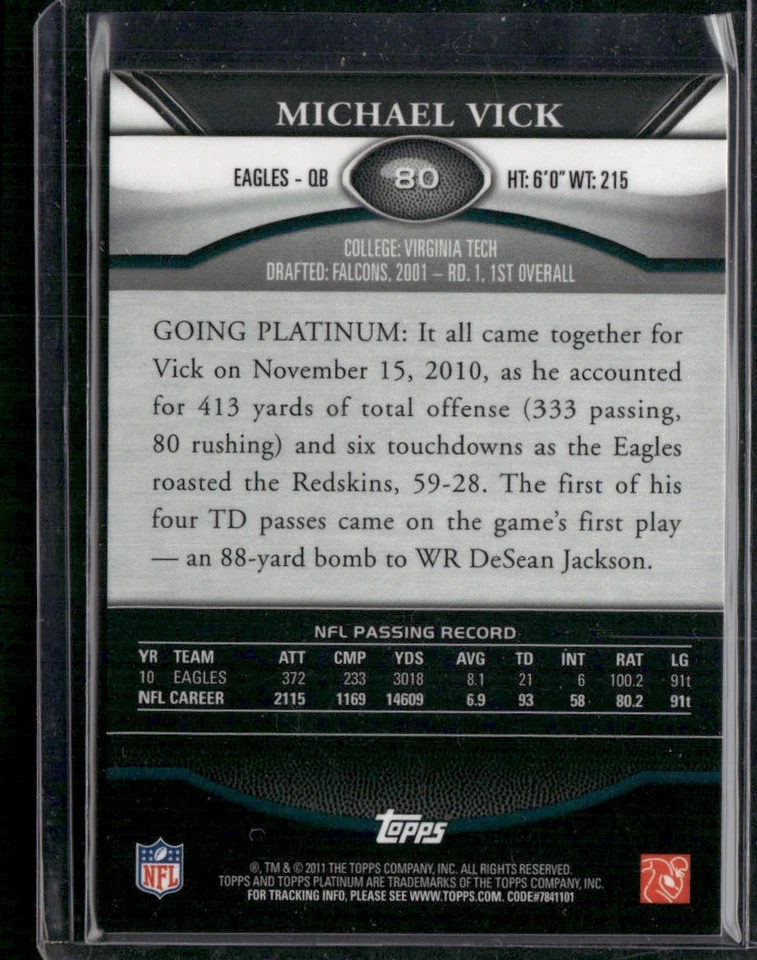 MICHAEL VICK
EAGLES - QB 80 HT: 6'0" WT: 215
COLLEGE: VIRGINIA TECH
DRAFTED: FALCONS, 2001 – RD. 1, 1ST OVERALL
GOING PLATINUM: It all came together for
Vick on November 15, 2010, as he accounted
for 413 yards of total offense (333 passing,
80 rushing) and six touchdowns as the Eagles
roasted the Redskins, 59-28. The first of his
four TD passes came on the game's first play
— an 88-yard bomb to WR DeSean Jackson.
NFL PASSING RECORD
YR TEAM ATT CMP YDS AVG TD INT RAT LG
10 EAGLES 372 233 3018 8.1 21 6 100.2 91t
NFL CAREER 2115 1169 14609 6.9 93 58 80.2 91t
Topps
NFL
®, TM & © 2011 THE TOPPS COMPANY, INC. ALL RIGHTS RESERVED.
TOPPS AND TOPPS PLATINUM ARE TRADEMARKS OF THE TOPPS COMPANY, INC.
FOR TRACKING INFO, PLEASE SEE WWW.TOPPS.COM. CODE#7841101